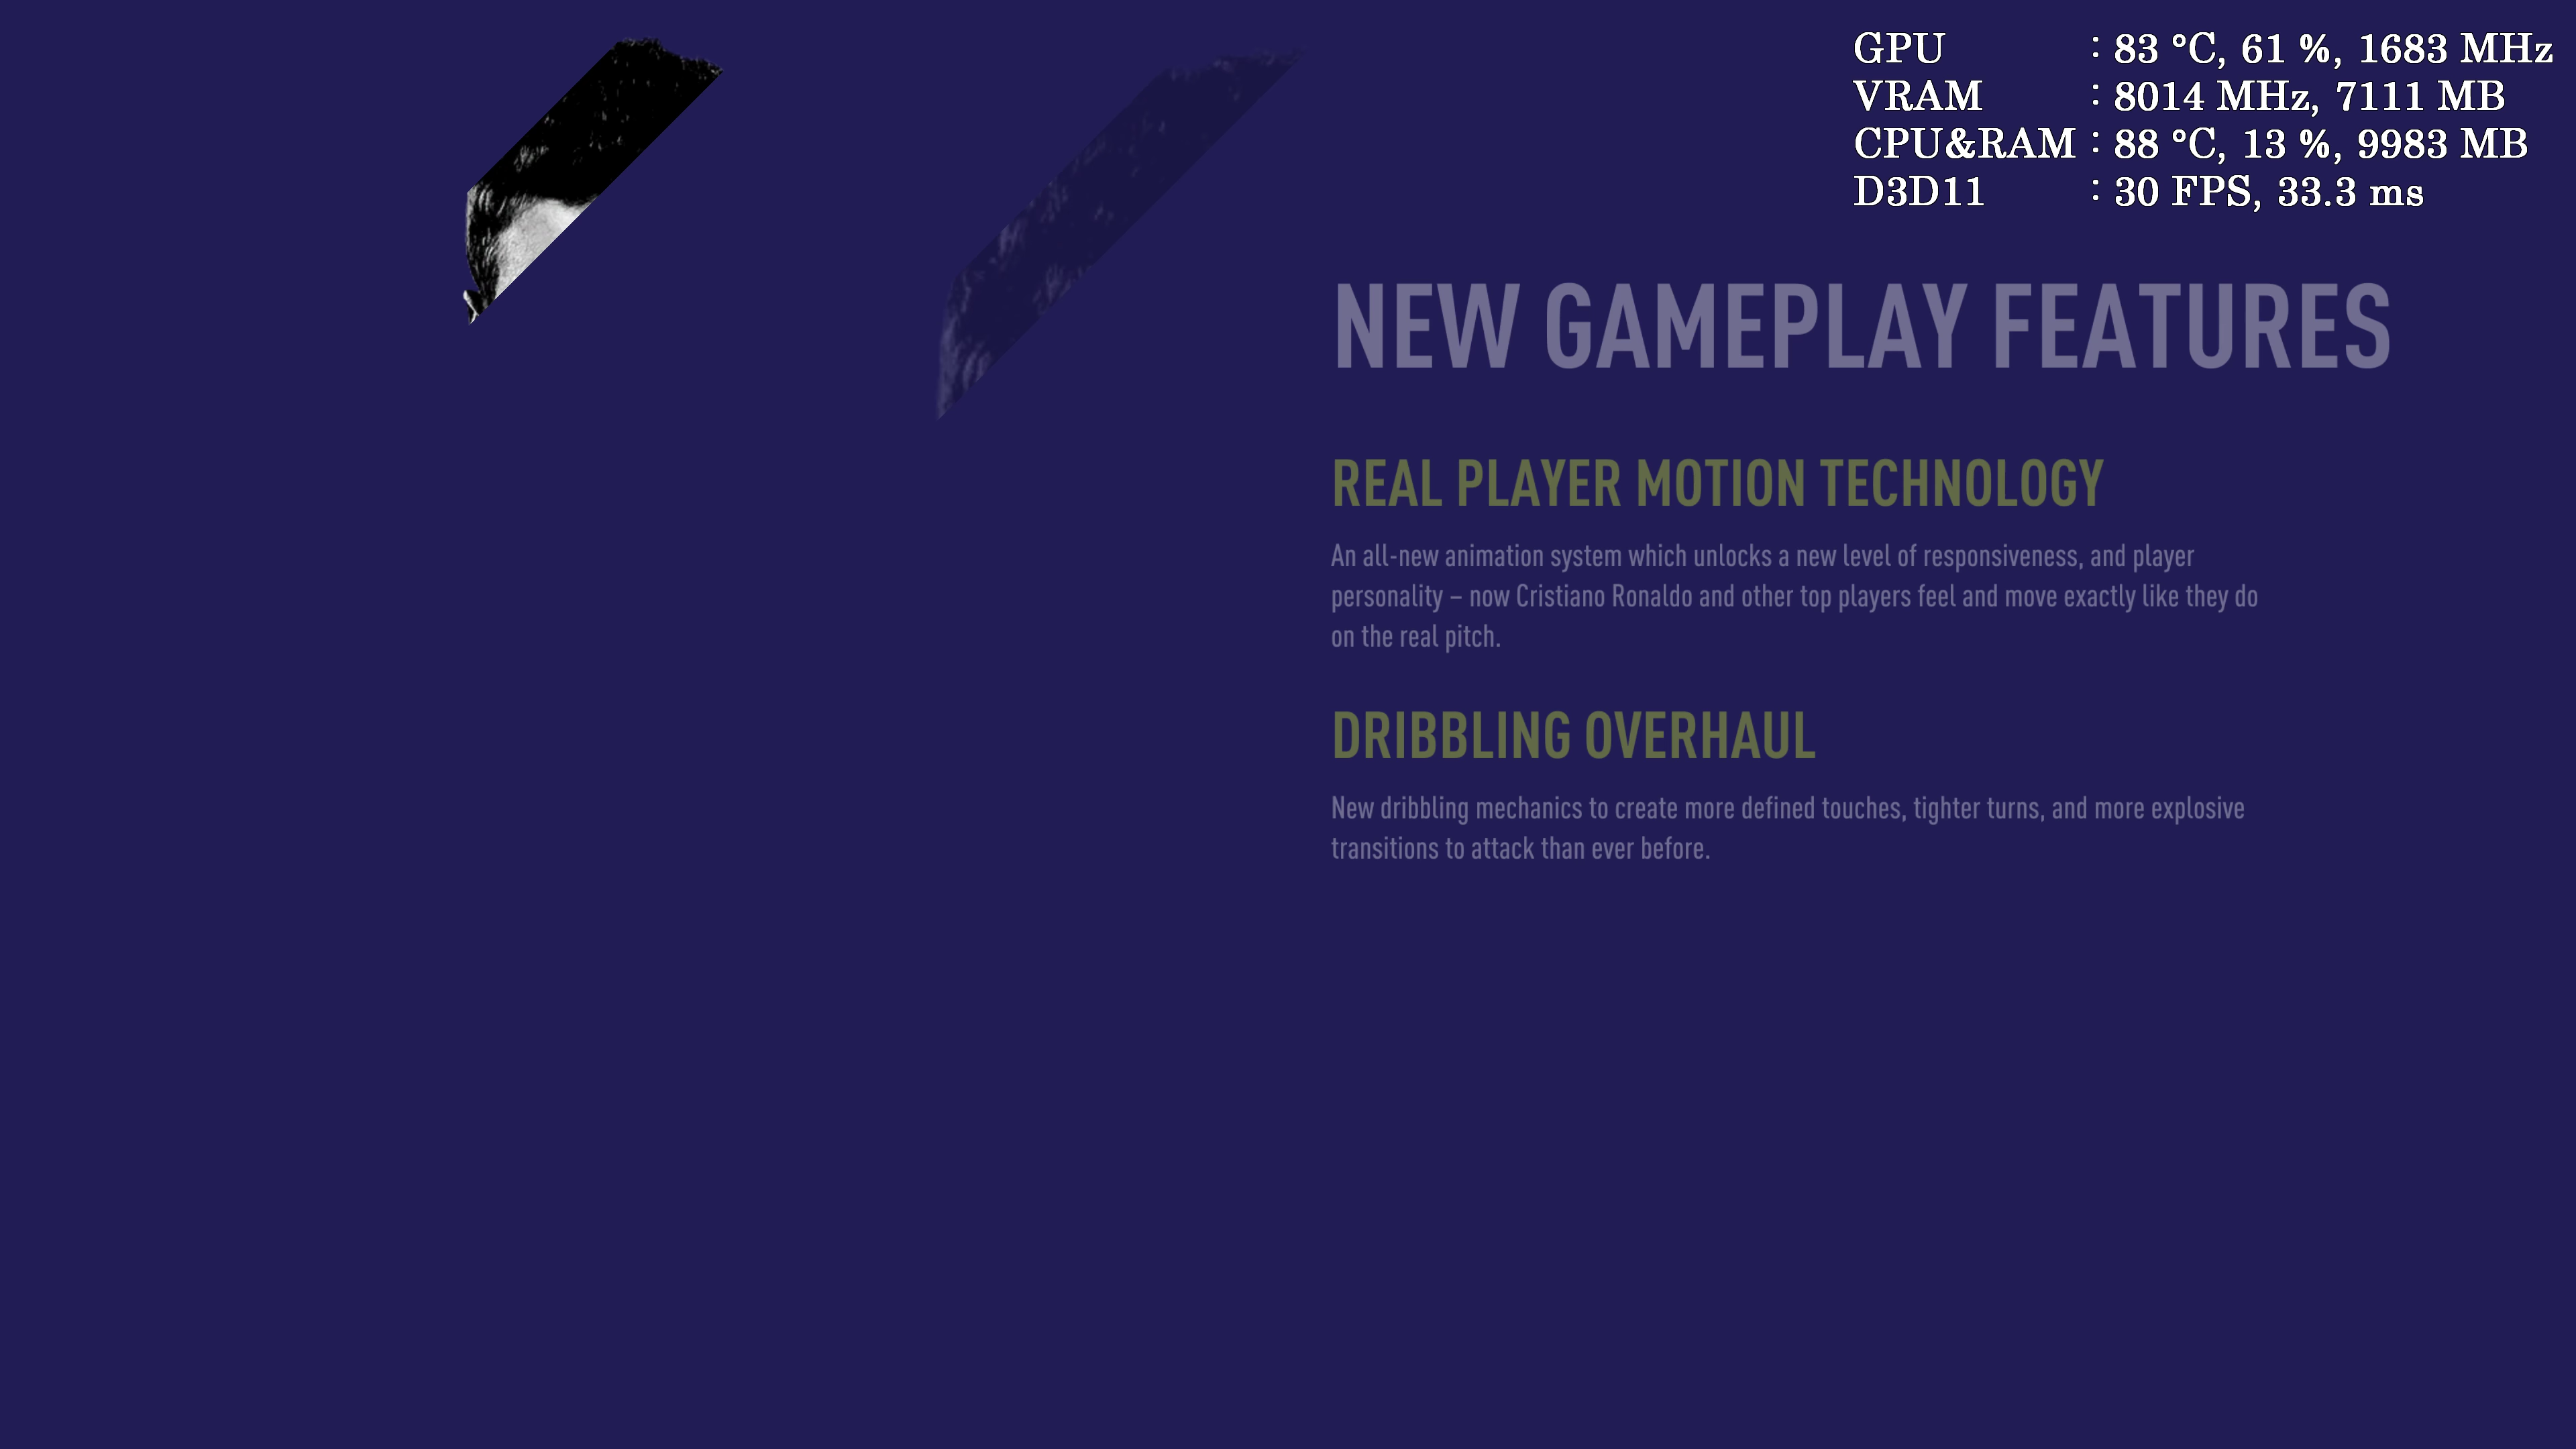 GPU : 83 °C, 61 %, 1683 MHz
VRAM : 8014 MHz, 7111 MB
CPU&RAM : 88 °C, 13 %, 9983 MB
D3D11 : 30 FPS, 33.3 ms
NEW GAMEPLAY FEATURES
REAL PLAYER MOTION TECHNOLOGY
An all-new animation system which unlocks a new level of responsiveness, and player
personality – now Cristiano Ronaldo and other top players feel and move exactly like they do
on the real pitch.
DRIBBLING OVERHAUL
New dribbling mechanics to create more defined touches, tighter turns, and more explosive
transitions to attack than ever before.